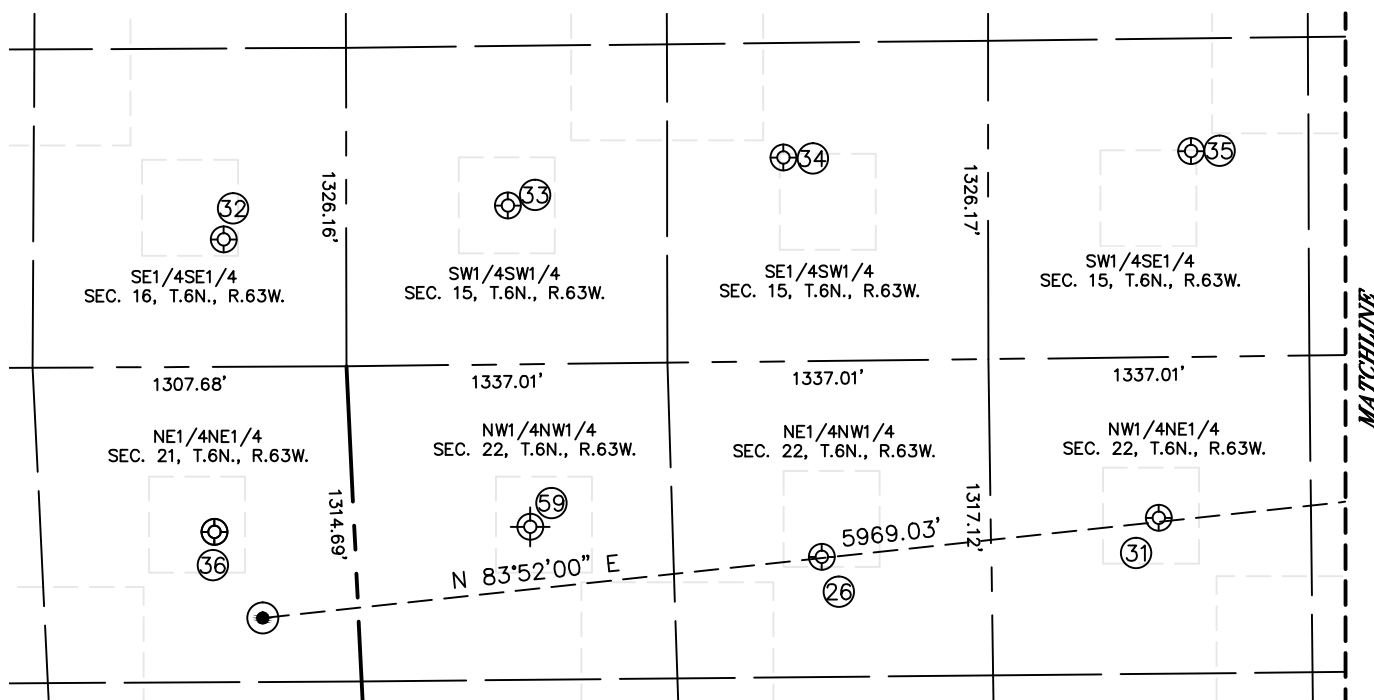 34
35
32
33
1326.16'
1326.17'
SE1/4SE1/4
SEC. 16, T.6N., R.63W.
SW1/4SW1/4
SEC. 15, T.6N., R.63W.
SE1/4SW1/4
SEC. 15, T.6N., R.63W.
SW1/4SE1/4
SEC. 15, T.6N., R.63W.
MATCHLINE
1307.68'
1337.01'
1337.01'
1337.01'
NE1/4NE1/4
SEC. 21, T.6N., R.63W.
NW1/4NW1/4
SEC. 22, T.6N., R.63W.
NE1/4NW1/4
SEC. 22, T.6N., R.63W.
NW1/4NE1/4
SEC. 22, T.6N., R.63W.
1314.69'
59
1317.12'
5969.03'
36
N 83°52'00" E
26
31